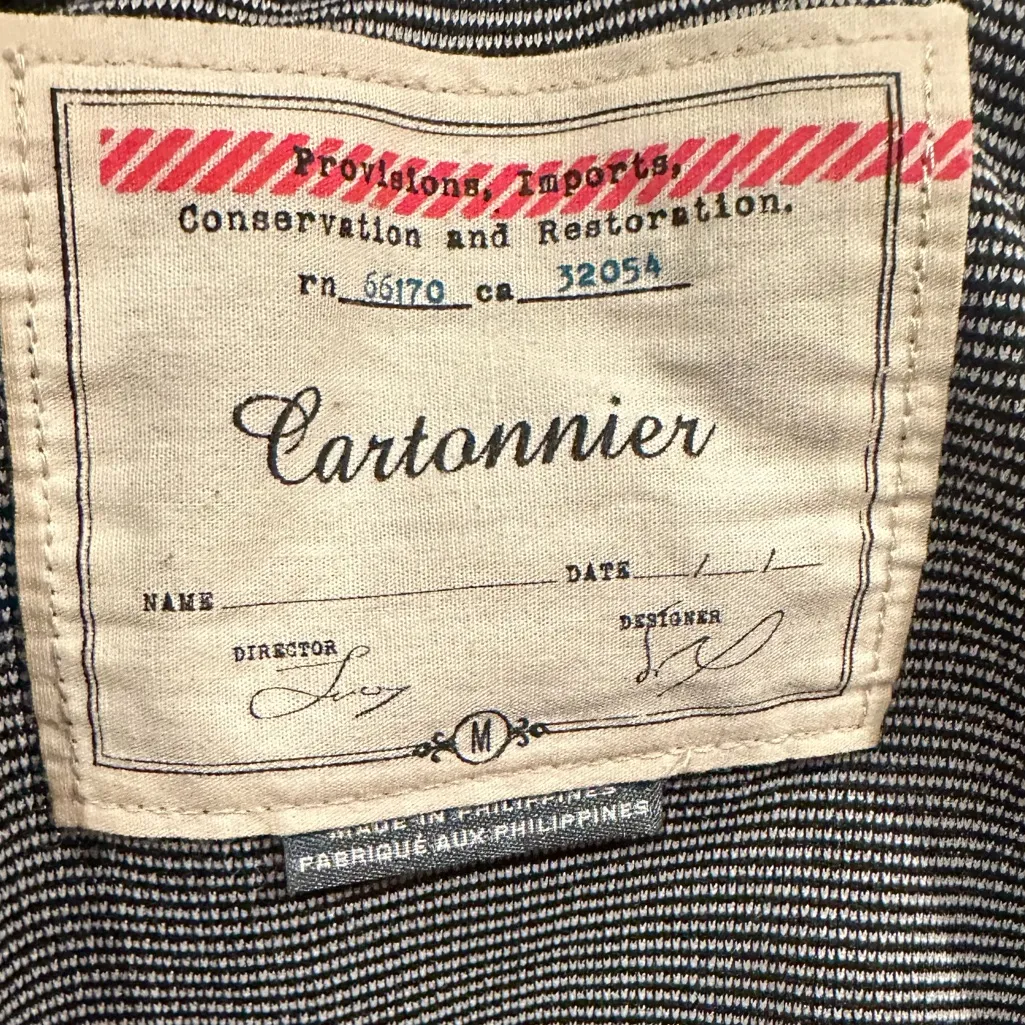 Provisions, Imports,
Conservation and Restoration.
rn 66170 ca 32054
Cartonnier
NAME DATE / /
DIRECTOR DESIGNER
M
MADE IN PHILIPPINES
FABRIQUÉ AUX PHILIPPINES